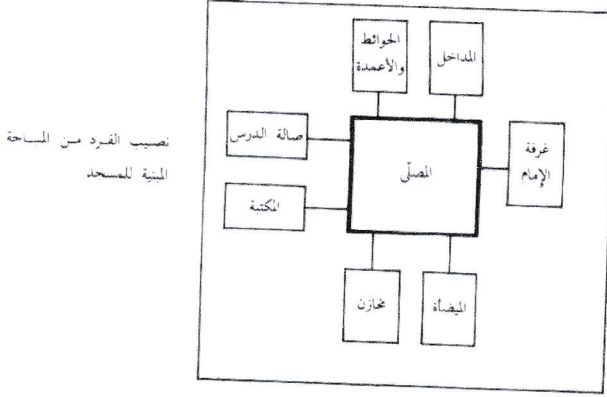 المداخل
الحوائط
والأعمدة
غرفة
الإمام
المصلّى
صالة الدرس
المكتبة
الميضأة
مخازن
نصيب الفرد من المساحة
المبنية للمسجد